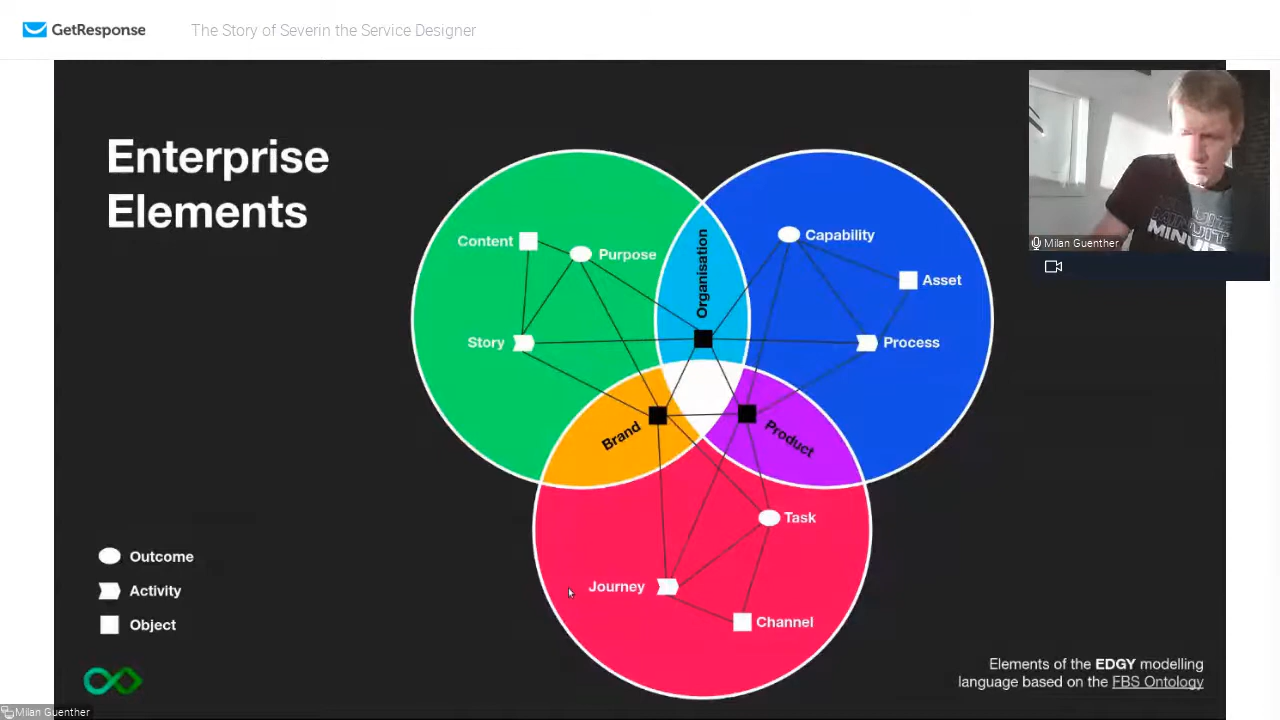 GetResponse
The Story of Severin the Service Designer
Enterprise
Elements
Content
Purpose
Story
Organisation
Capability
Asset
Process
Brand
Product
Task
Journey
Channel
Outcome
Activity
Object
Elements of the EDGY modelling
language based on the FBS Ontology
MINUIT
Milan Guenther
Milan Guenther